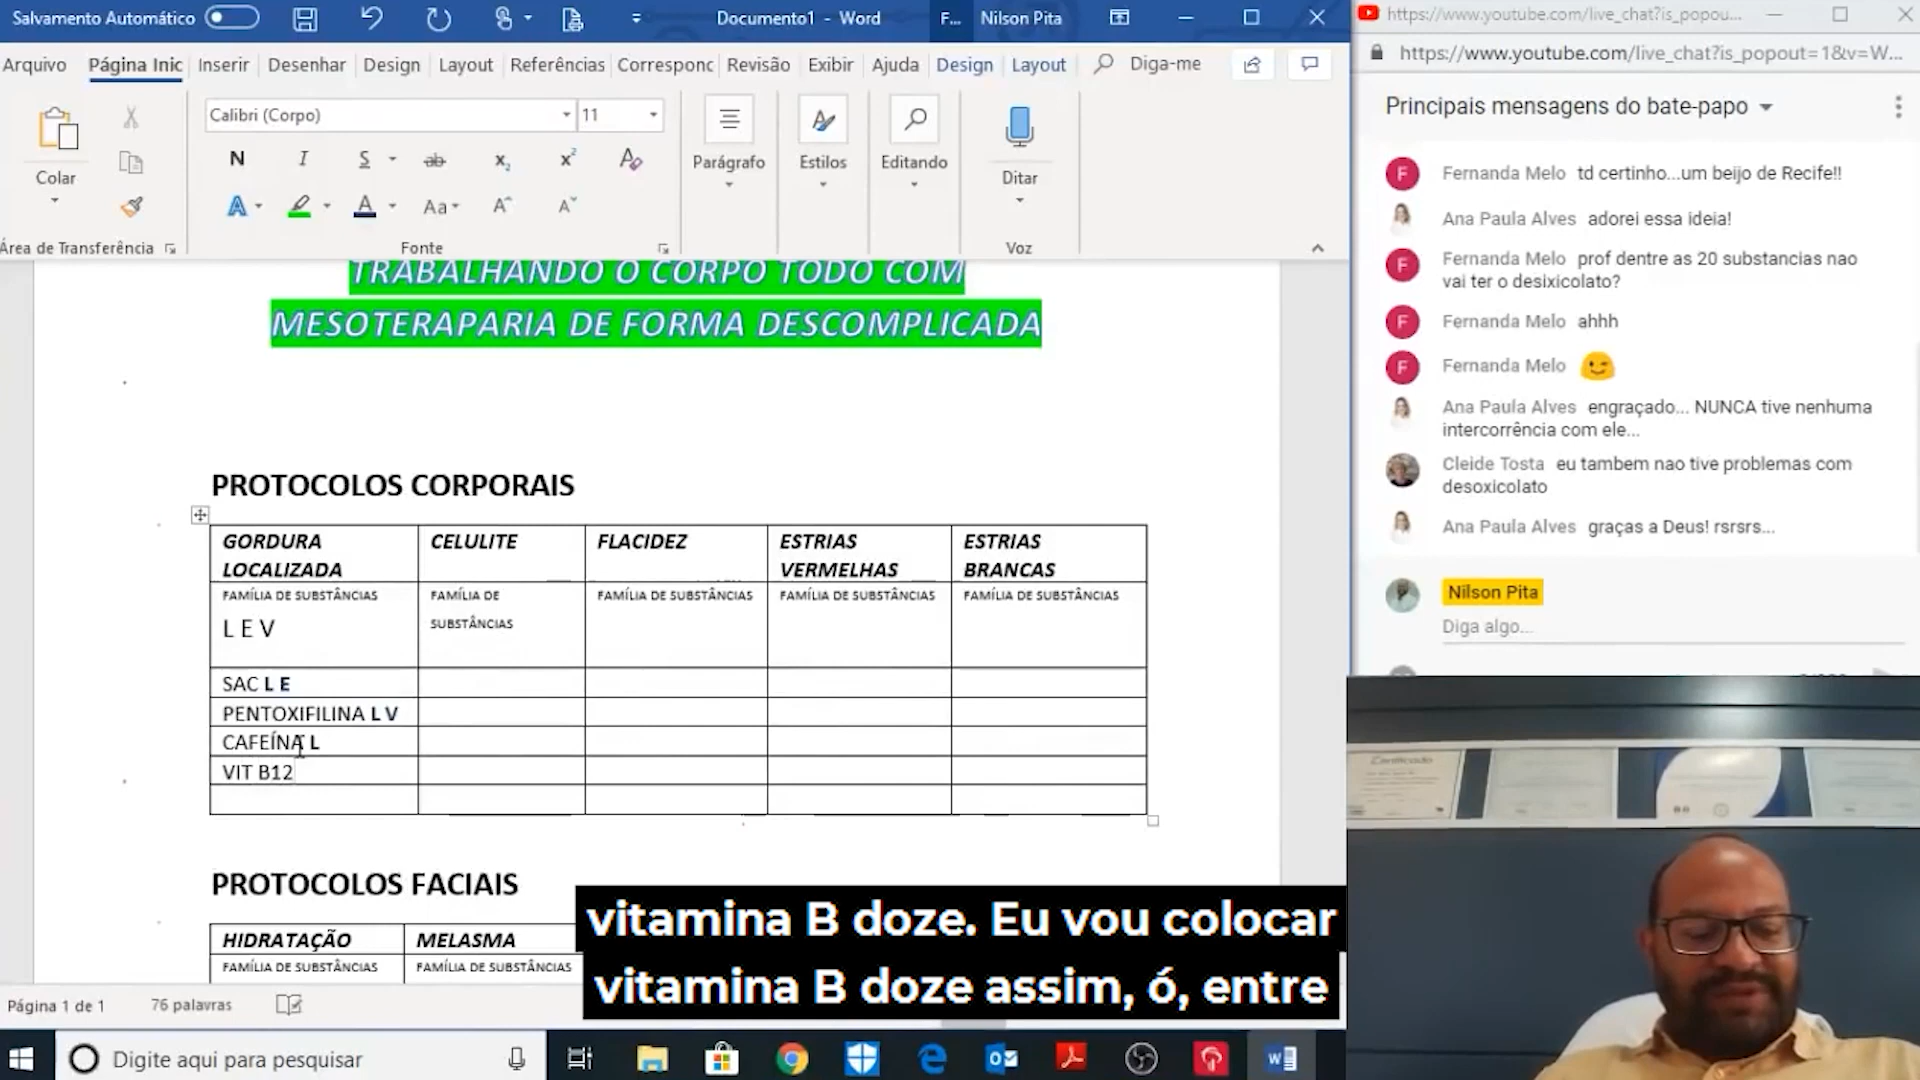 Salvamento Automático
Documento1 - Word
F...
Nilson Pita
Arquivo
Página Inic
Inserir
Desenhar
Design
Layout
Referências
Corresponc
Revisão
Exibir
Ajuda
Design
Layout
Diga-me
Colar
Calibri (Corpo)
11
N I S ab x₂ x²
A A Aa A A
Parágrafo
Estilos
Editando
Ditar
Área de Transferência
Fonte
Voz
TRABALHANDO O CORPO TODO COM
MESOTERAPARIA DE FORMA DESCOMPLICADA
PROTOCOLOS CORPORAIS
GORDURA LOCALIZADA
CELULITE
FLACIDEZ
ESTRIAS VERMELHAS
ESTRIAS BRANCAS
FAMÍLIA DE SUBSTÂNCIAS
L E V
FAMÍLIA DE
SUBSTÂNCIAS
FAMÍLIA DE SUBSTÂNCIAS
FAMÍLIA DE SUBSTÂNCIAS
FAMÍLIA DE SUBSTÂNCIAS
SAC L E
PENTOXIFILINA L V
CAFEÍNA L
VIT B12
PROTOCOLOS FACIAIS
HIDRATAÇÃO
MELASMA
FAMÍLIA DE SUBSTÂNCIAS
FAMÍLIA DE SUBSTÂNCIAS
vitamina B doze. Eu vou colocar
vitamina B doze assim, ó, entre
Página 1 de 1
76 palavras
Digite aqui para pesquisar
https://www.youtube.com/live_chat?is_popou...
https://www.youtube.com/live_chat?is_popout=1&v=W...
Principais mensagens do bate-papo
F Fernanda Melo td certinho...um beijo de Recife!!
Ana Paula Alves adorei essa ideia!
F Fernanda Melo prof dentre as 20 substancias nao
vai ter o desixicolato?
F Fernanda Melo ahhh
F Fernanda Melo 😉
Ana Paula Alves engraçado... NUNCA tive nenhuma
intercorrência com ele...
Cleide Tosta eu tambem nao tive problemas com
desoxicolato
Ana Paula Alves graças a Deus! rsrsrs...
Nilson Pita
Diga algo...
Certificado